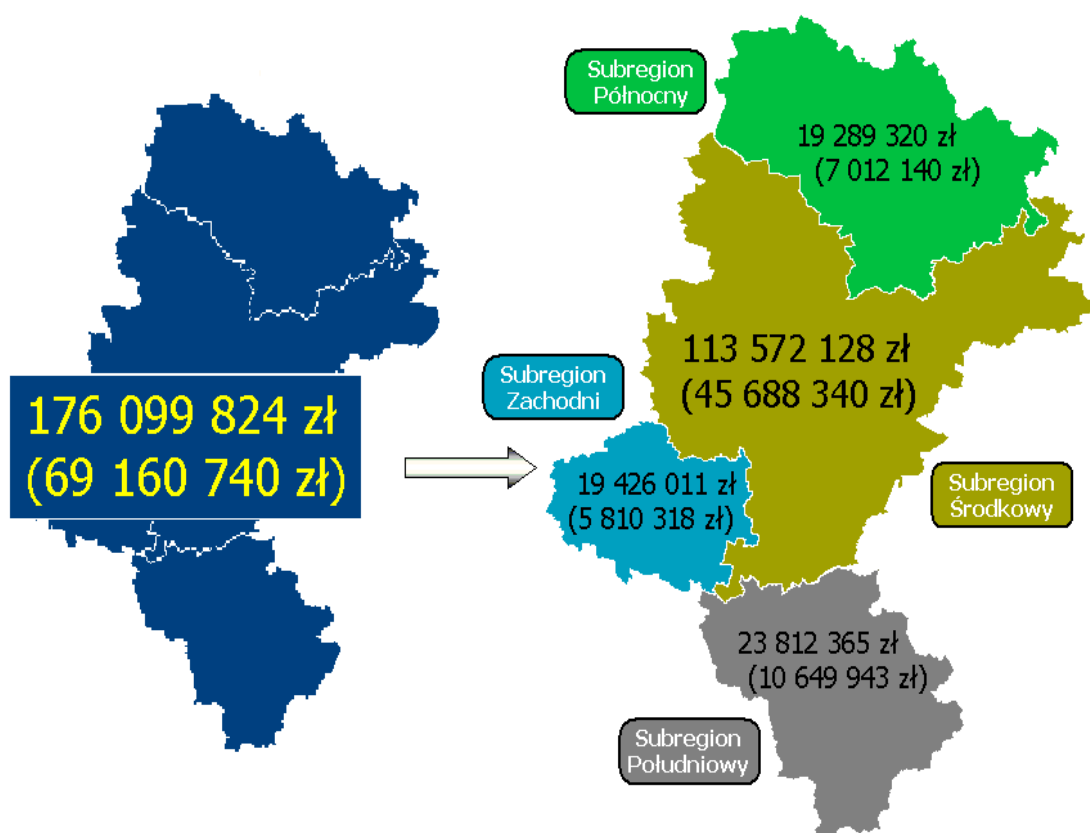 176 099 824 zł
(69 160 740 zł)
Subregion
Północny
19 289 320 zł
(7 012 140 zł)
113 572 128 zł
(45 688 340 zł)
Subregion
Zachodni
19 426 011 zł
(5 810 318 zł)
Subregion
Środkowy
23 812 365 zł
(10 649 943 zł)
Subregion
Południowy